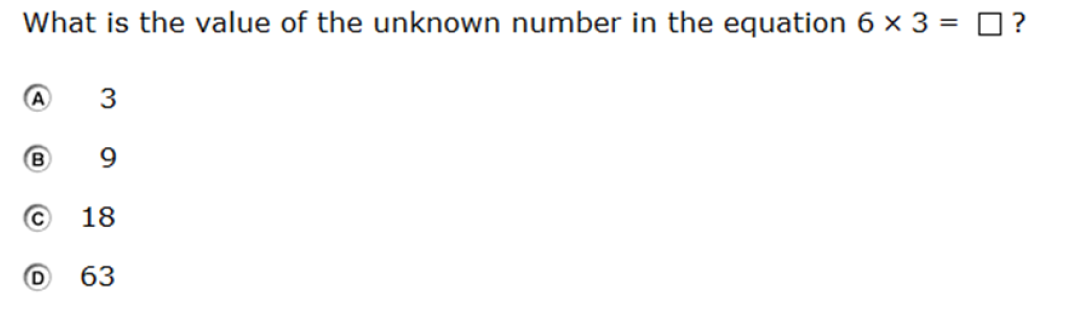 What is the value of the unknown number in the equation 6 × 3 = □ ?
Ⓐ 3
Ⓑ 9
Ⓒ 18
Ⓓ 63